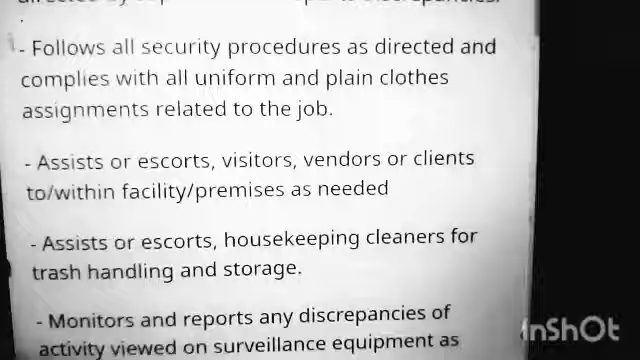 - Follows all security procedures as directed and
complies with all uniform and plain clothes
assignments related to the job.
- Assists or escorts, visitors, vendors or clients
to/within facility/premises as needed
- Assists or escorts, housekeeping cleaners for
trash handling and storage.
- Monitors and reports any discrepancies of
activity viewed on surveillance equipment as
InShOt